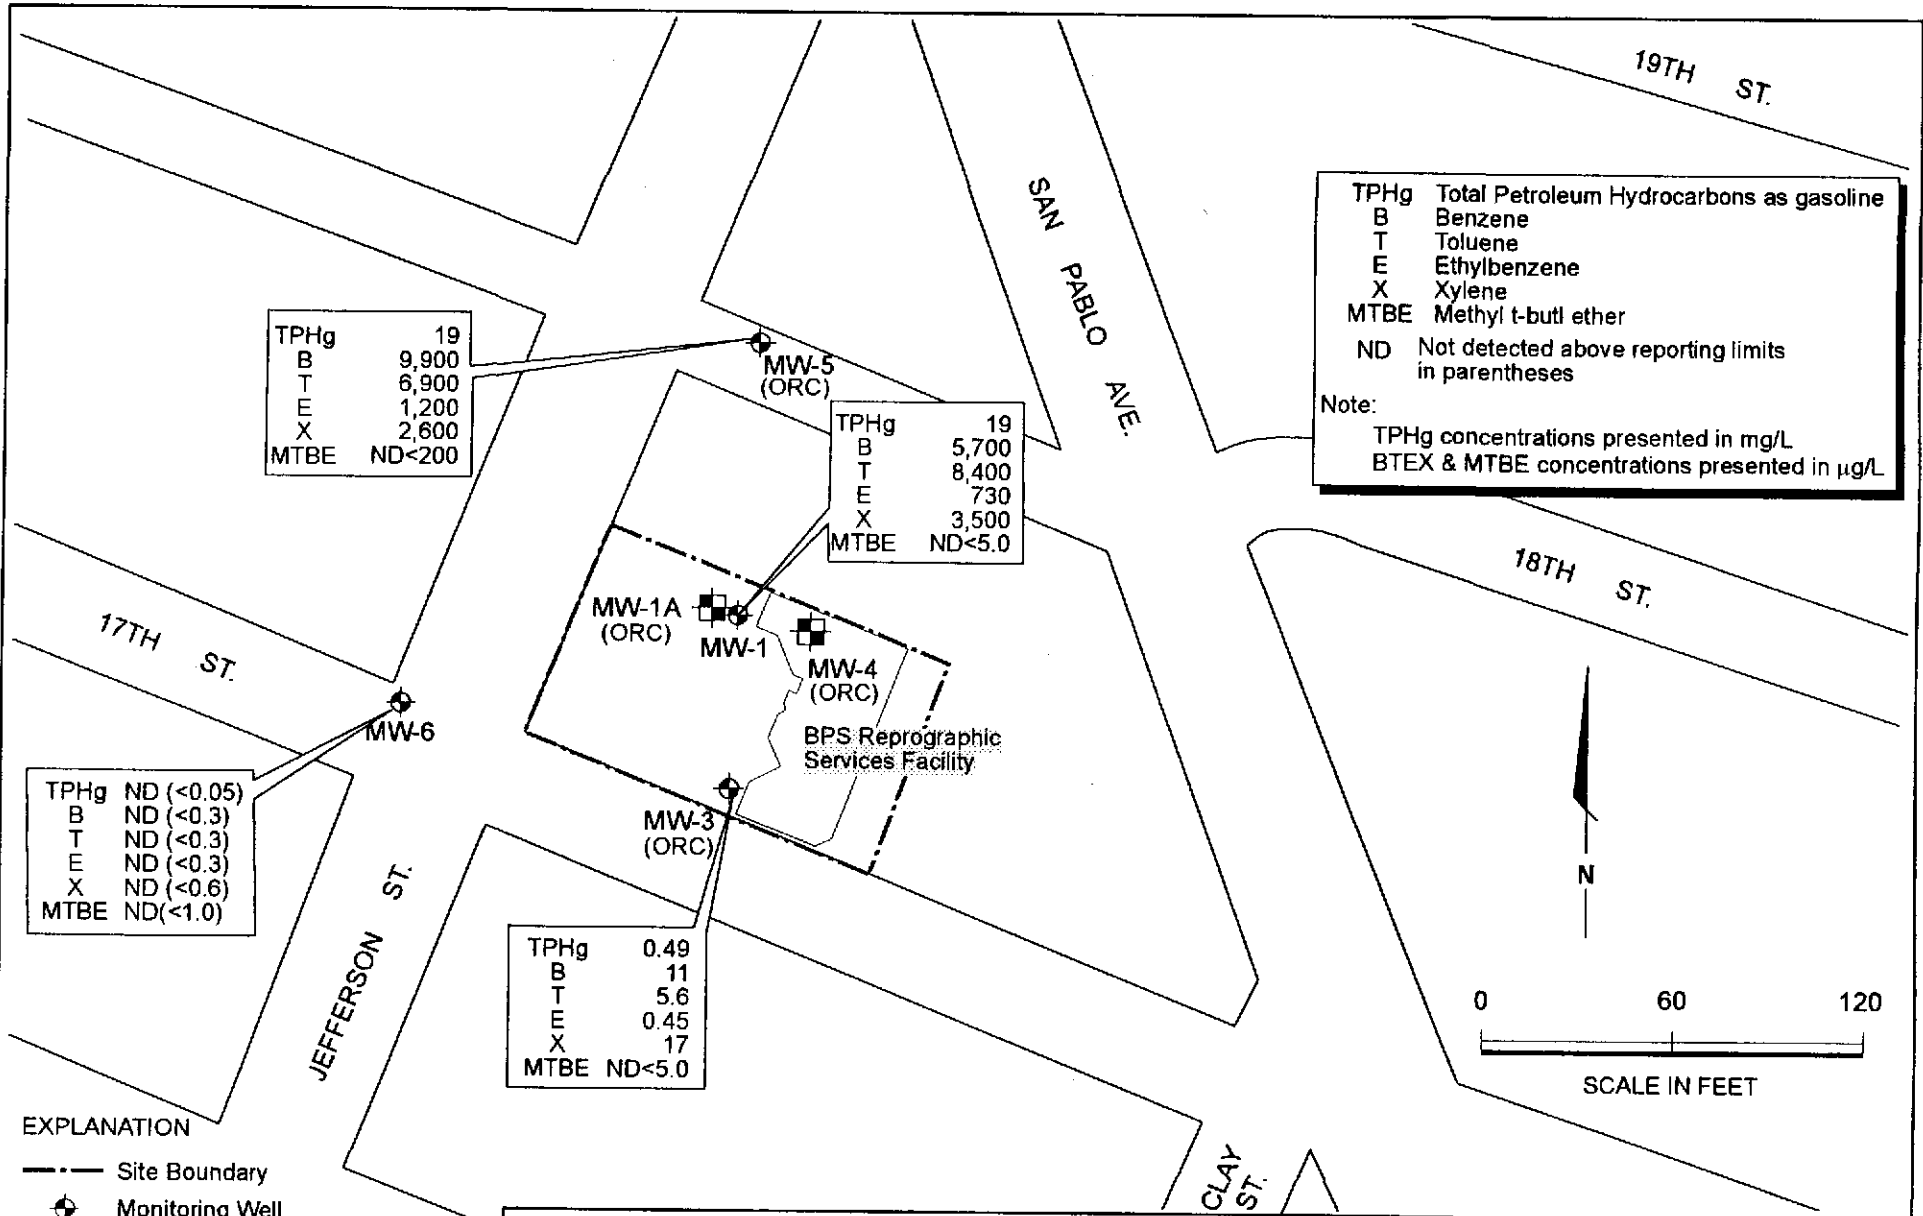 19TH ST.
SAN PABLO AVE.
TPHg Total Petroleum Hydrocarbons as gasoline
B Benzene
T Toluene
E Ethylbenzene
X Xylene
MTBE Methyl t-butl ether
ND Not detected above reporting limits
in parentheses
Note:
TPHg concentrations presented in mg/L
BTEX & MTBE concentrations presented in µg/L
TPHg 19
B 9,900
T 6,900
E 1,200
X 2,600
MTBE ND<200
MW-5
(ORC)
TPHg 19
B 5,700
T 8,400
E 730
X 3,500
MTBE ND<5.0
18TH ST.
MW-1A
(ORC)
MW-1
MW-4
(ORC)
17TH ST.
MW-6
BPS Reprographic
Services Facility
TPHg ND (<0.05)
B ND (<0.3)
T ND (<0.3)
E ND (<0.3)
X ND (<0.6)
MTBE ND(<1.0)
MW-3
(ORC)
JEFFERSON ST.
TPHg 0.49
B 11
T 5.6
E 0.45
X 17
MTBE ND<5.0
N
0 60 120
SCALE IN FEET
CLAY
ST.
EXPLANATION
Site Boundary
Monitoring Well